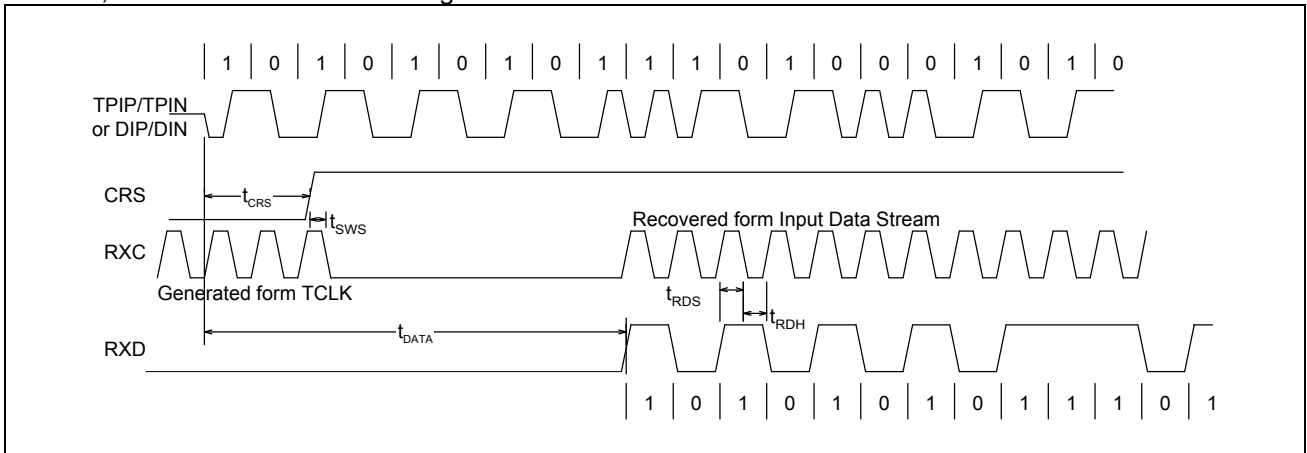 1 0 1 0 1 0 1 0 1 1 1 0 1 0 0 0 1 0 1 0
TPIP/TPIN
or DIP/DIN
CRS
tCRS
tSWS
Recovered form Input Data Stream
RXC
Generated form TCLK
tRDS
tRDH
tDATA
RXD
1 0 1 0 1 0 1 0 1 1 1 0 1